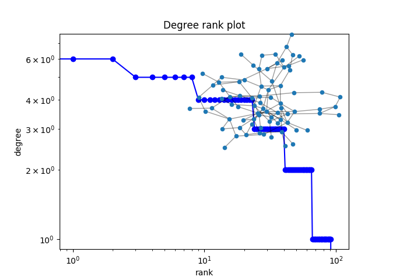 Degree rank plot
degree
6 × 10⁰
4 × 10⁰
3 × 10⁰
2 × 10⁰
10⁰
10⁰
10¹
10²
rank